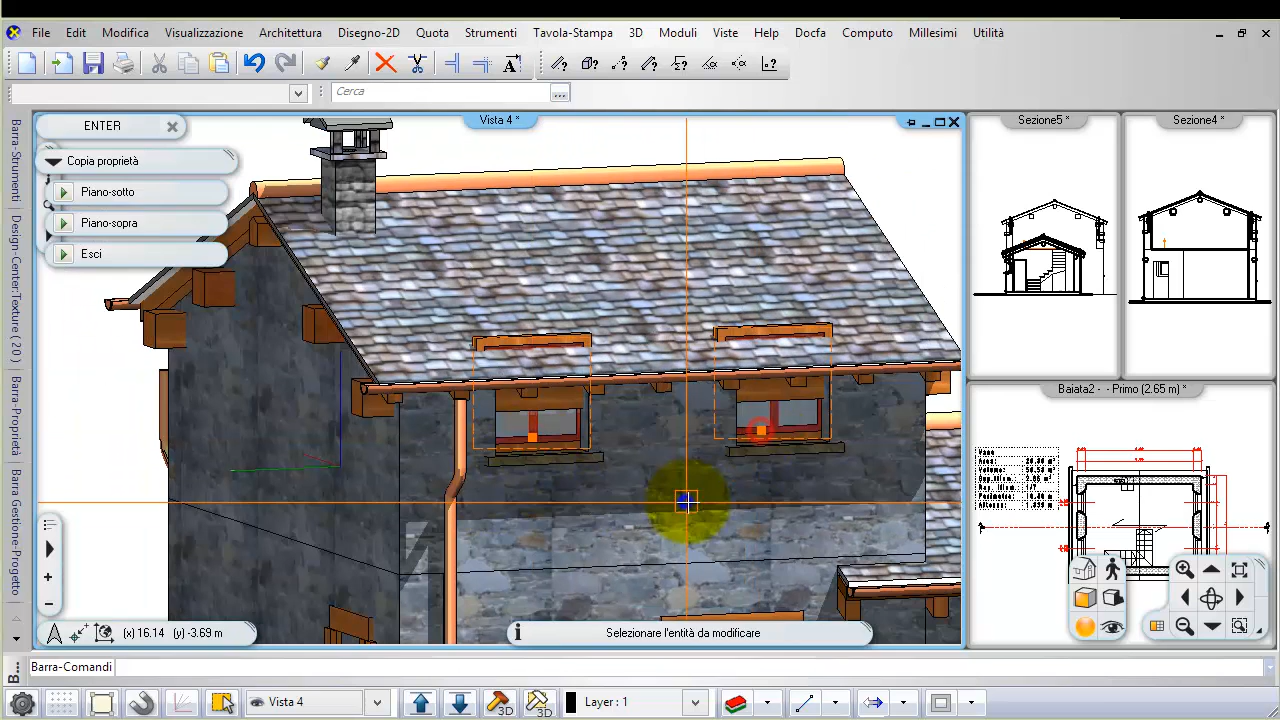 File Edit Modifica Visualizzazione Architettura Disegno-2D Quota Strumenti Tavola-Stampa 3D Moduli Viste Help Docfa Computo Millesimi Utilità
Cerca
...
ENTER
Copia proprietà
Piano-sotto
Piano-sopra
Esci
Vista 4 *
Sezione5 *
Sezione4 *
Baiata2 - - Primo (2.65 m) *
Barra-Strumenti
Design-Center:Texture ( 20 )
Barra-Proprietà
Barra Gestione-Progetto
(x) 16.14 (y) -3.69 m
Selezionare l'entità da modificare
Barra-Comandi
Vista 4
3D
3D
Layer : 1